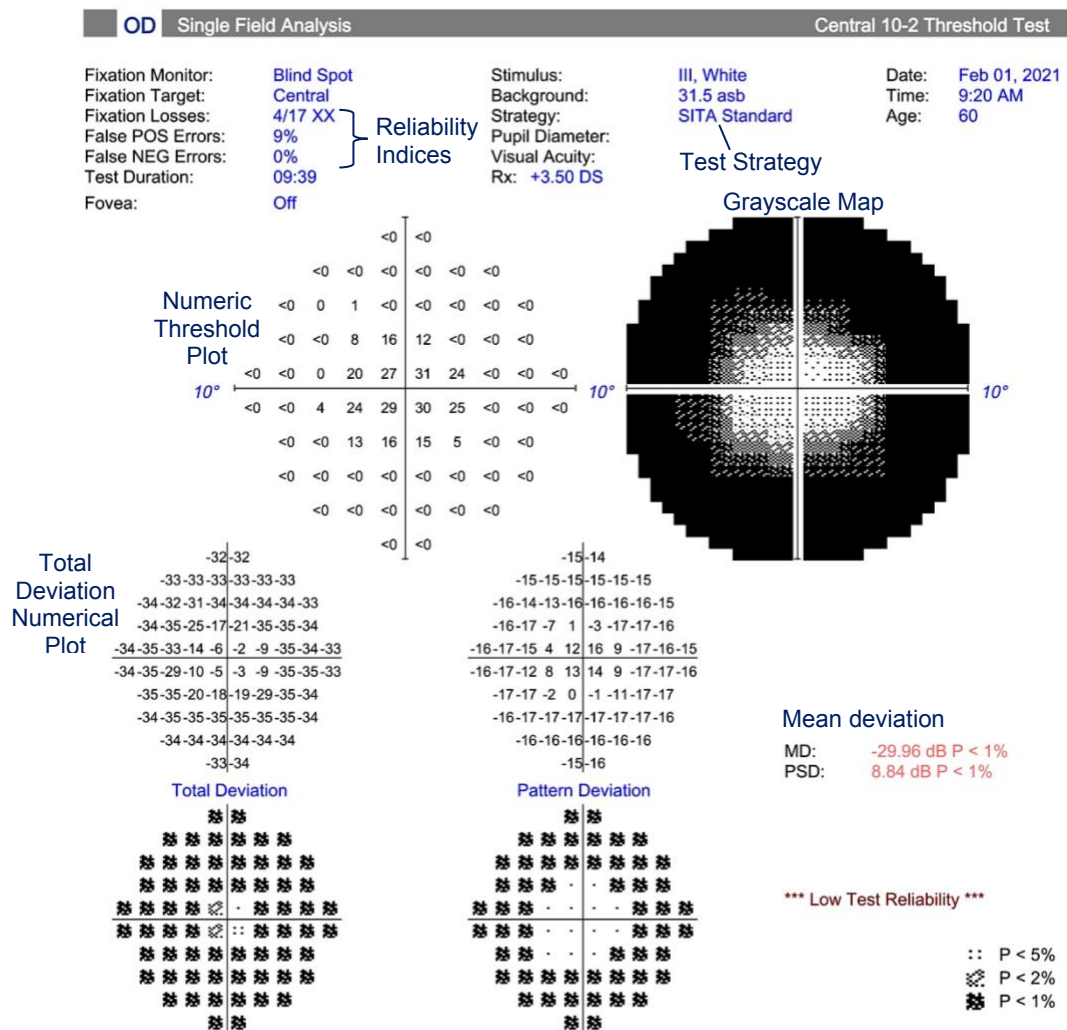 OD Single Field Analysis Central 10-2 Threshold Test
Fixation Monitor: Blind Spot Stimulus: III, White Date: Feb 01, 2021
Fixation Target: Central Background: 31.5 asb Time: 9:20 AM
Fixation Losses: 4/17 XX Strategy: SITA Standard Age: 60
False POS Errors: 9% Pupil Diameter:
False NEG Errors: 0% Visual Acuity:
Test Duration: 09:39 Rx: +3.50 DS
Reliability
Indices
Test Strategy
Fovea: Off
Grayscale Map
Numeric
Threshold
Plot
<0 <0
<0 <0 <0 <0 <0 <0
<0 0 1 <0 <0 <0 <0 <0
<0 <0 8 16 12 <0 <0 <0
<0 <0 0 20 27 31 24 <0 <0 <0
10° 10° 10°
<0 <0 4 24 29 30 25 <0 <0 <0
<0 <0 13 16 15 5 <0 <0
<0 <0 <0 <0 <0 <0 <0 <0
<0 <0 <0 <0 <0 <0
<0 <0
Total
Deviation
Numerical
Plot
-32 -32
-33 -33 -33 -33 -33 -33
-34 -32 -31 -34 -34 -34 -34 -33
-34 -35 -25 -17 -21 -35 -35 -34
-34 -35 -33 -14 -6 -2 -9 -35 -34 -33
-34 -35 -29 -10 -5 -3 -9 -35 -35 -33
-35 -35 -20 -18 -19 -29 -35 -34
-34 -35 -35 -35 -35 -35 -35 -34
-34 -34 -34 -34 -34 -34
-33 -34
Total Deviation
-15 -14
-15 -15 -15 -15 -15 -15
-16 -14 -13 -16 -16 -16 -16 -15
-16 -17 -7 1 -3 -17 -17 -16
-16 -17 -15 4 12 16 9 -17 -16 -15
-16 -17 -12 8 13 14 9 -17 -17 -16
-17 -17 -2 0 -1 -11 -17 -17
-16 -17 -17 -17 -17 -17 -17 -16
-16 -16 -16 -16 -16 -16
-15 -16
Pattern Deviation
Mean deviation
MD: -29.96 dB P < 1%
PSD: 8.84 dB P < 1%
*** Low Test Reliability ***
P < 5%
P < 2%
P < 1%